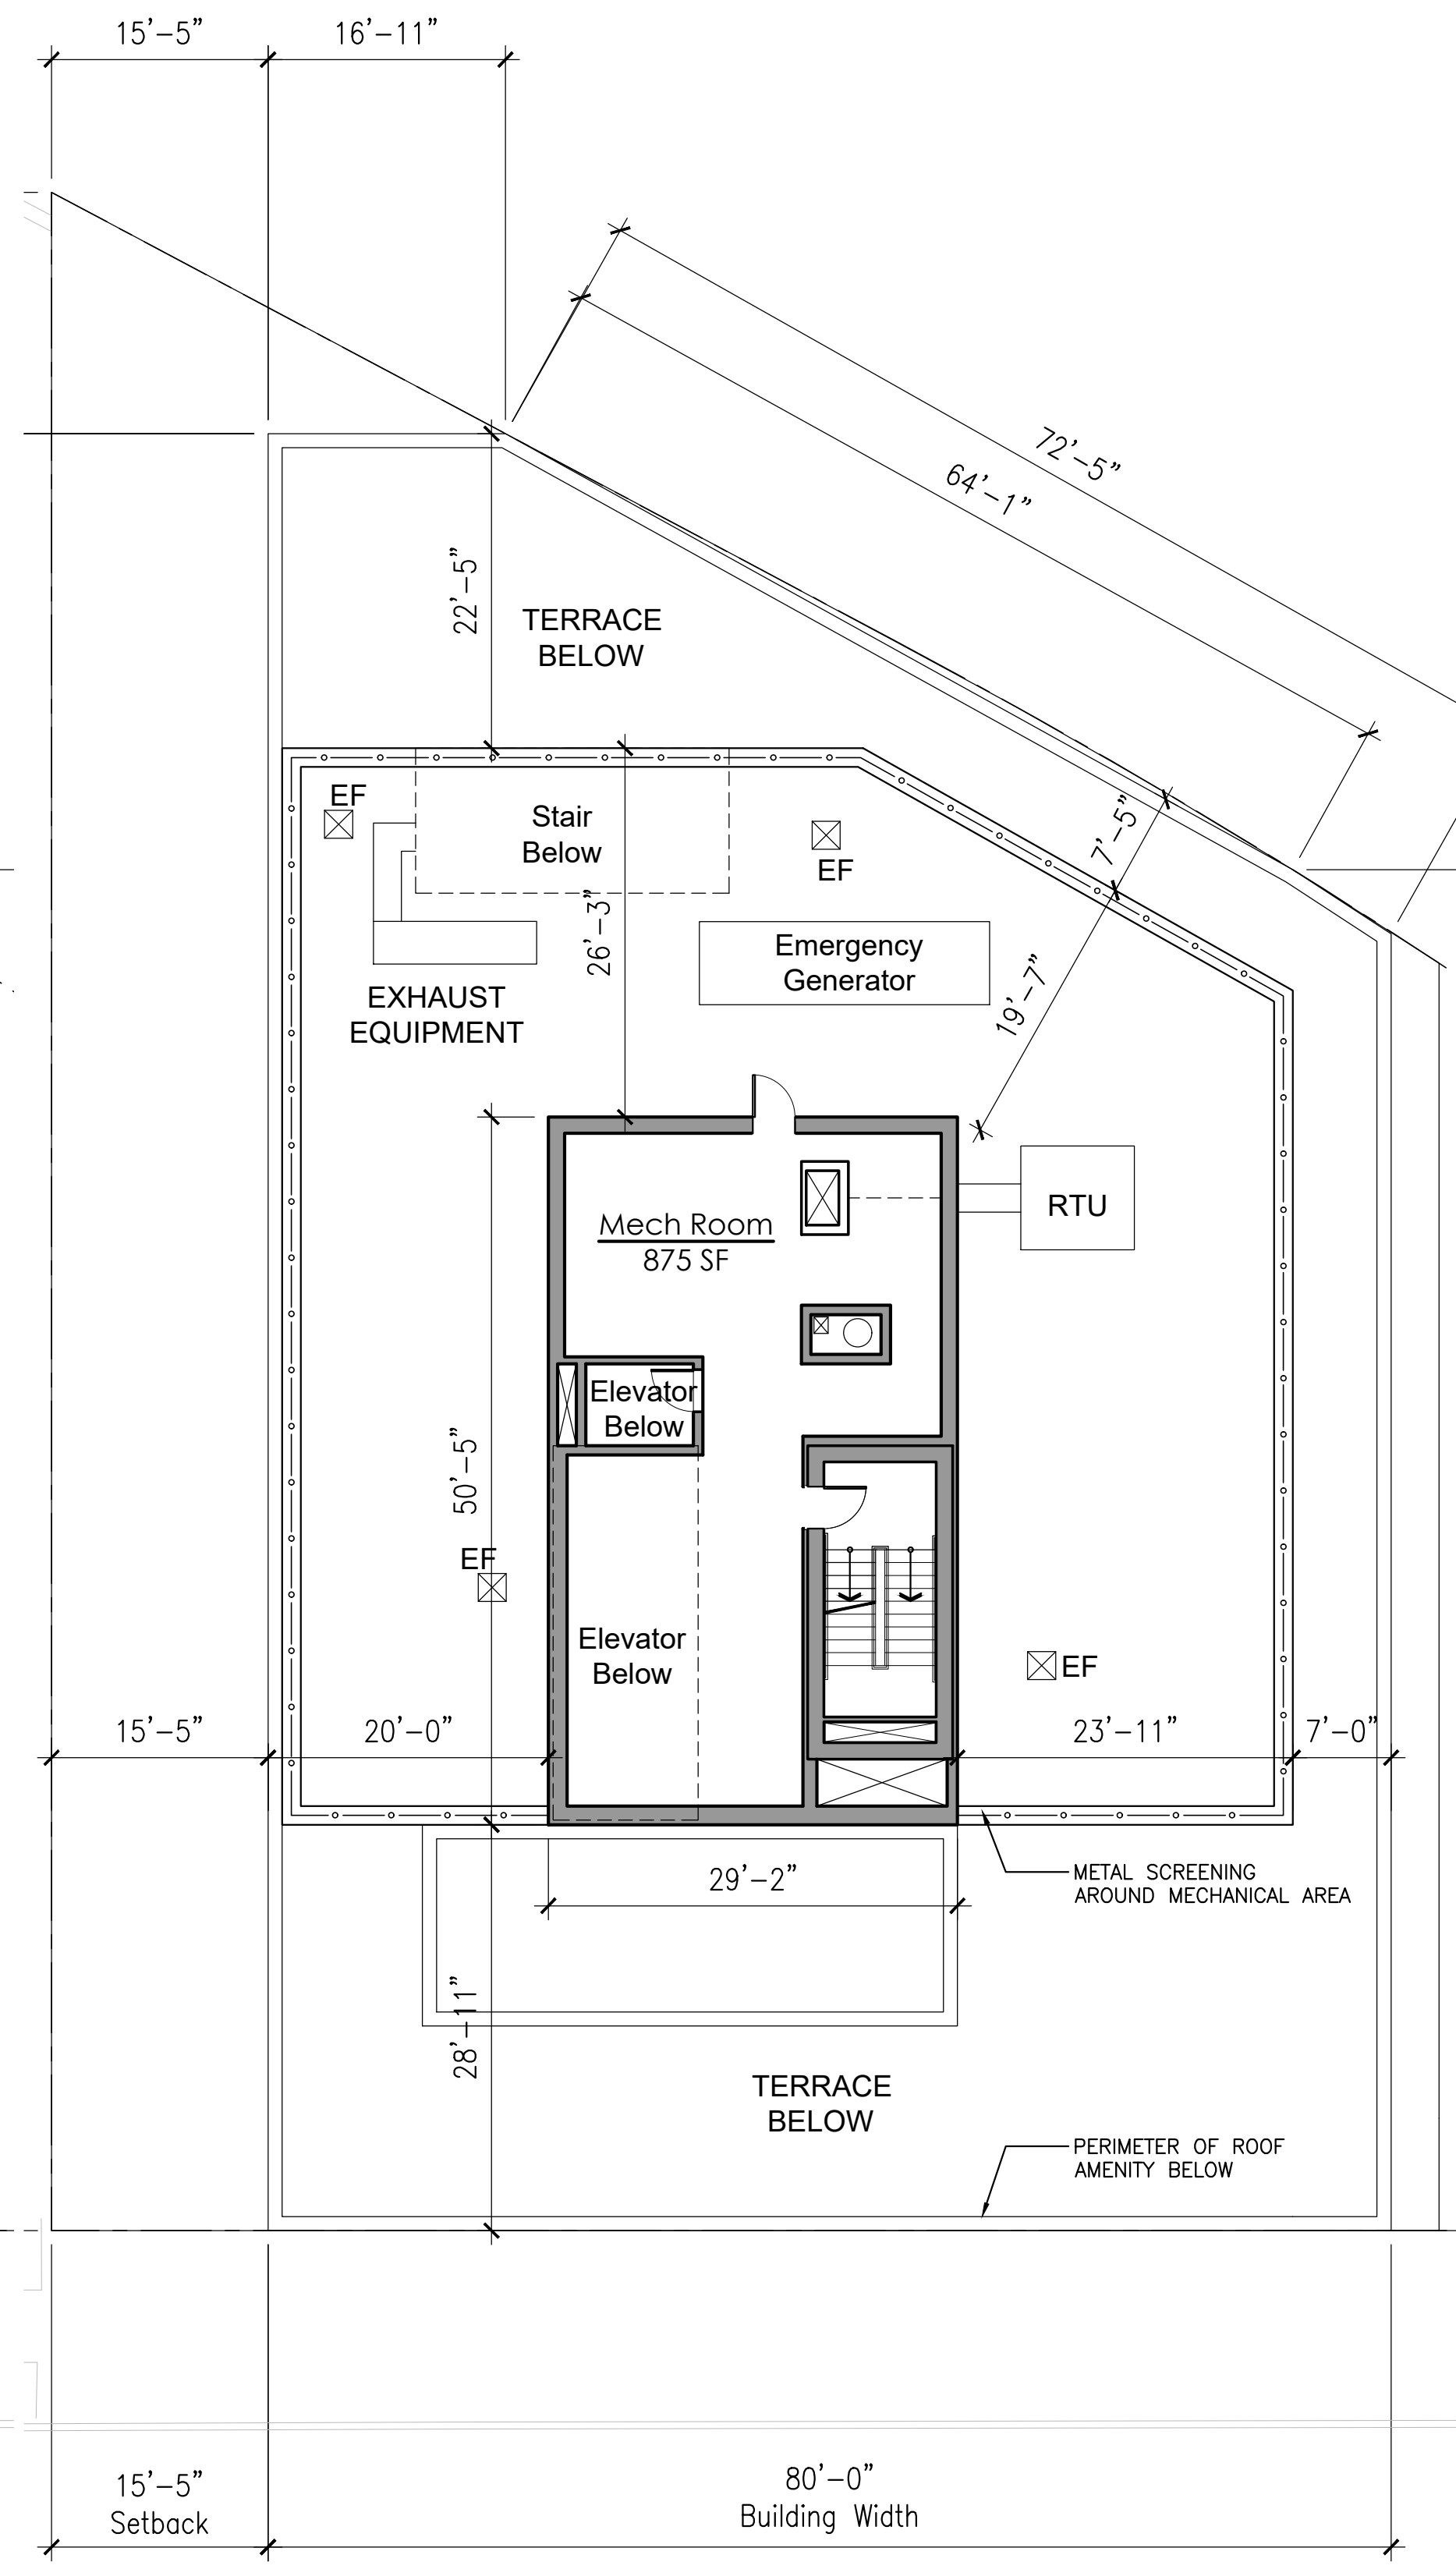 15'-5"
16'-11"
72'-5"
64'-1"
22'-5"
TERRACE
BELOW
7'-5"
EF
Stair
Below
EF
26'-3"
Emergency
Generator
19'-7"
EXHAUST
EQUIPMENT
RTU
Mech Room
875 SF
Elevator
Below
50'-5"
EF
Elevator
Below
EF
15'-5"
20'-0"
23'-11"
7'-0"
29'-2"
METAL SCREENING
AROUND MECHANICAL AREA
28'-11"
TERRACE
BELOW
PERIMETER OF ROOF
AMENITY BELOW
15'-5"
Setback
80'-0"
Building Width